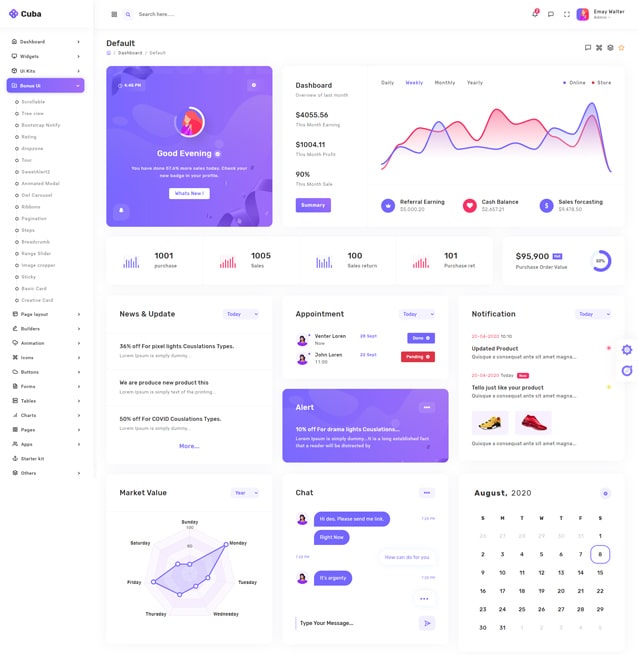 Cuba
Search here.....
2
Emay Walter
Admin
Dashboard
Widgets
Ui Kits
Bonus Ui
Scrollable
Tree view
Bootstrap Notify
Rating
dropzone
Tour
SweetAlert2
Animated Modal
Owl Carousel
Ribbons
Pagination
Steps
Breadcrumb
Range Slider
Image cropper
Sticky
Basic Card
Creative Card
Page layout
Builders
Animation
Icons
Buttons
Forms
Tables
Charts
Pages
Apps
Starter kit
Others
Default
/ Dashboard / Default
6:40 PM
Good Evening
You have done 57.6% more sales today. Check your
new badge in your profile.
Whats New !
Dashboard
Overview of last month
$4055.56
This Month Earning
$1004.11
This Month Profit
90%
This Month Sale
Summary
Daily Weekly Monthly Yearly
Online Store
Referral Earning
$5,000.20
Cash Balance
$2,657.21
Sales forcasting
$9,478.50
1001
purchase
1005
Sales
100
Sales return
101
Purchase ret
$95,900 Hot
Purchase Order Value
60%
News & Update
Today
36% off For pixel lights Couslations Types.
Lorem Ipsum is simply dummy...
We are produce new product this
Lorem Ipsum is simply text of the printing...
50% off For COVID Couslations Types.
Lorem Ipsum is simply dummy...
More...
Appointment
Today
Venter Loren
Now
28 Sept
Done
John Loren
11:00
22 Sept
Pending
Alert
10% off For drama lights Couslations...
Lorem Ipsum is simply dummy...It is a long established fact
that a reader will be distracted by
Notification
Today
20-04-2020 10:10
Updated Product
Quisque a consequat ante sit amet magna...
20-04-2020 Today New
Tello just like your product
Quisque a consequat ante sit amet magna...
Quisque a consequat ante sit amet magna...
Market Value
Year
Sunday
100
80
Monday
Tuesday
Wednesday
Thursday
Friday
Saturday
Chat
Hi deo, Please send me link.
7:28 PM
Right Now
7:28 PM
How can do for you
It's argenty
7:28 PM
Type Your Message...
August, 2020
S M T W T F S
26 27 28 29 30 31 1
2 3 4 5 6 7 8
9 10 11 12 13 14 15
16 17 18 19 20 21 22
23 24 25 26 27 28 29
30 31 1 2 3 4 5